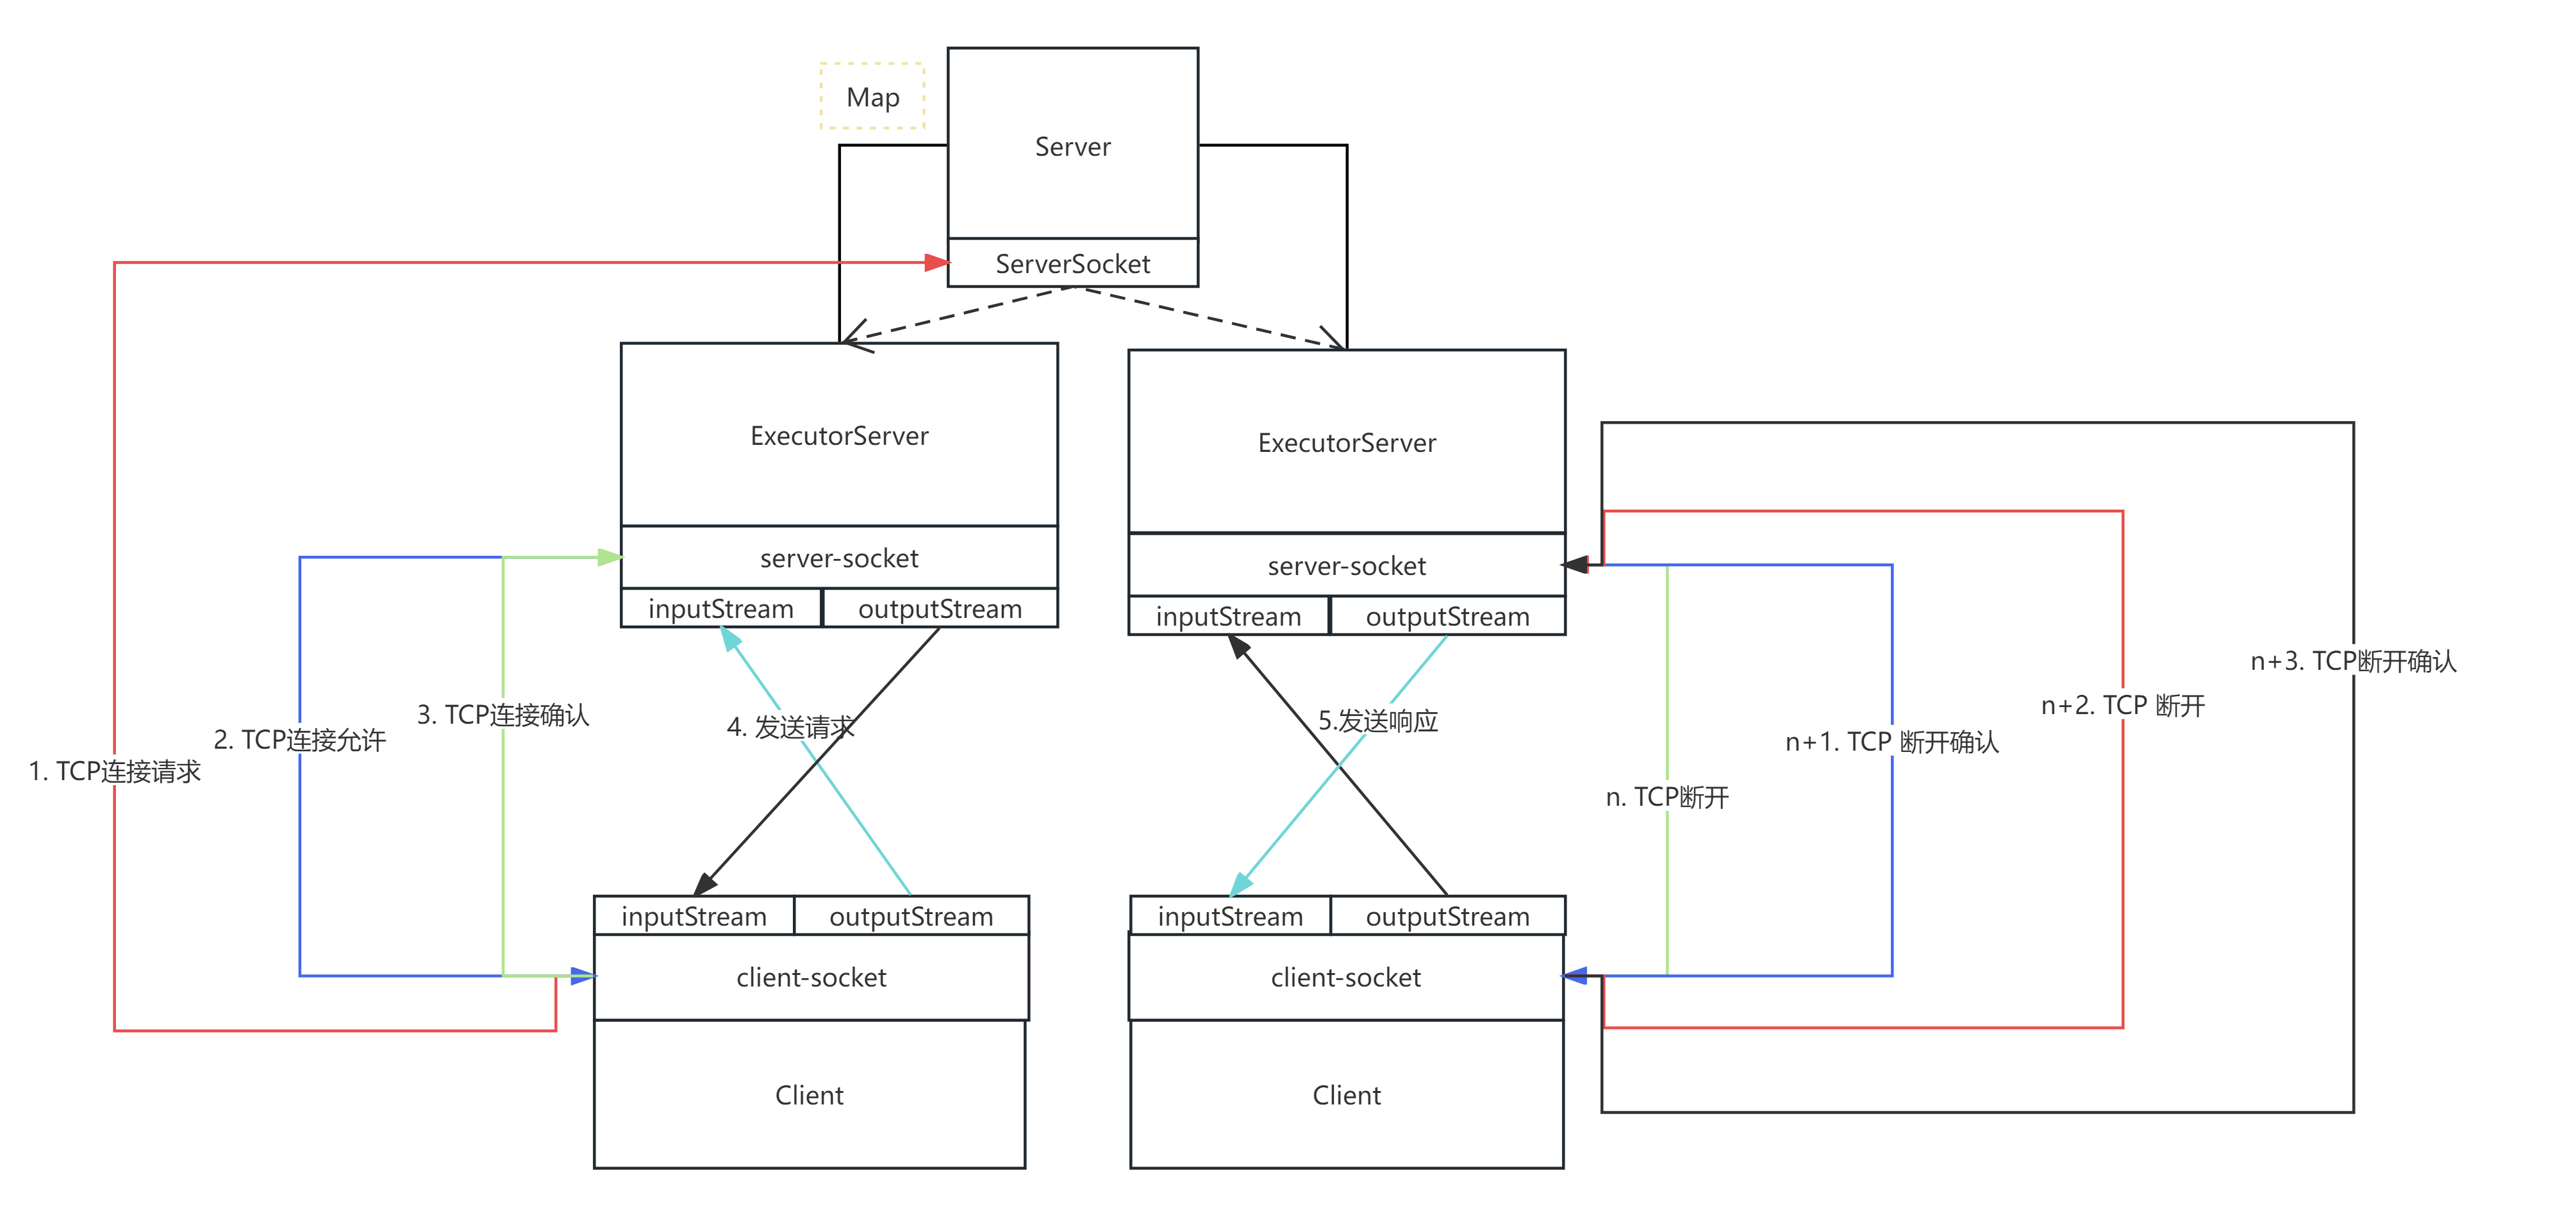 Map
Server
ServerSocket
ExecutorServer
ExecutorServer
server-socket
server-socket
inputStream
outputStream
inputStream
outputStream
n+3. TCP断开确认
n+2. TCP 断开
3. TCP连接确认
4. 发送请求
5.发送响应
2. TCP连接允许
n+1. TCP 断开确认
1. TCP连接请求
n. TCP断开
inputStream
outputStream
inputStream
outputStream
client-socket
client-socket
Client
Client